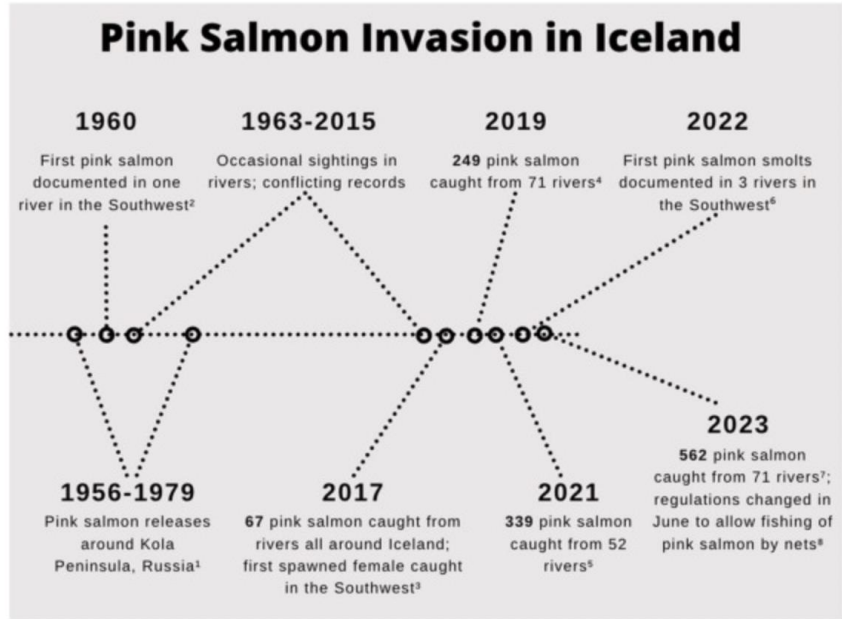 Pink Salmon Invasion in Iceland
1960
First pink salmon
documented in one
river in the Southwest²
1963-2015
Occasional sightings in
rivers; conflicting records
2019
249 pink salmon
caught from 71 rivers⁴
2022
First pink salmon smolts
documented in 3 rivers in
the Southwest⁶
1956-1979
Pink salmon releases
around Kola
Peninsula, Russia¹
2017
67 pink salmon caught from
rivers all around Iceland;
first spawned female caught
in the Southwest³
2021
339 pink salmon
caught from 52
rivers⁵
2023
562 pink salmon
caught from 71 rivers⁷;
regulations changed in
June to allow fishing of
pink salmon by nets⁸